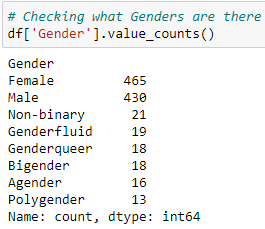 # Checking what Genders are there
df['Gender'].value_counts()
Gender
Female 465
Male 430
Non-binary 21
Genderfluid 19
Genderqueer 18
Bigender 18
Agender 16
Polygender 13
Name: count, dtype: int64